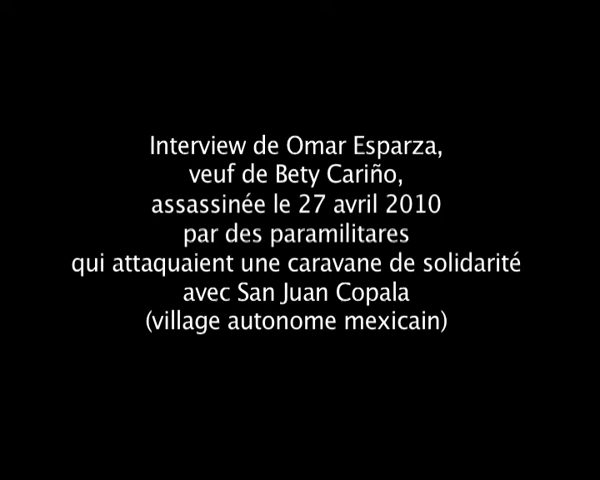 Interview de Omar Esparza,
veuf de Bety Cariño,
assassinée le 27 avril 2010
par des paramilitares
qui attaquaient une caravane de solidarité
avec San Juan Copala
(village autonome mexicain)